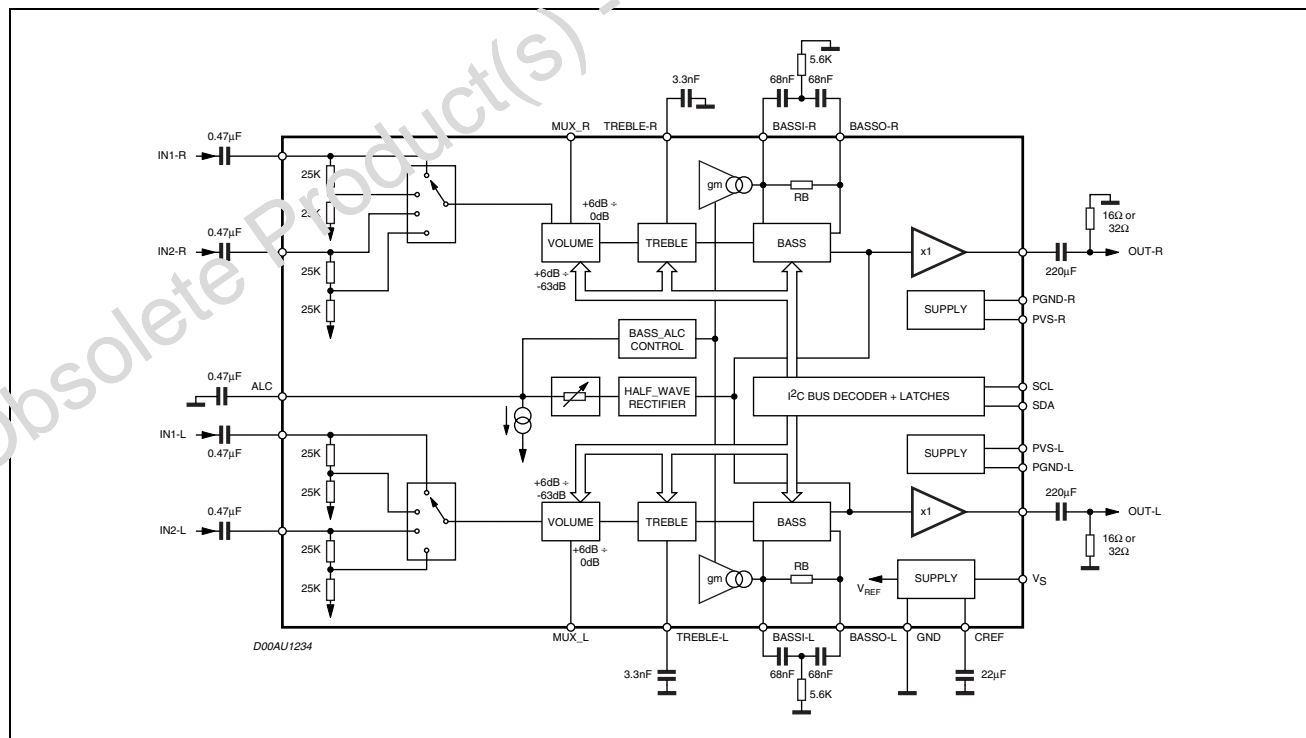 Obsolete Product(s) -
5.6K
3.3nF
68nF 68nF
MUX_R TREBLE-R BASSI-R BASSO-R
0.47µF
IN1-R
25K
gm
RB
+6dB ÷
0dB
16Ω or
32Ω
VOLUME TREBLE BASS x1
0.47µF
IN2-R
OUT-R
220µF
25K
+6dB ÷
-63dB
25K
SUPPLY
PGND-R
PVS-R
BASS_ALC
CONTROL
0.47µF
ALC
HALF_WAVE
RECTIFIER
I2C BUS DECODER + LATCHES
SCL
SDA
IN1-L
0.47µF
25K
25K
SUPPLY
PVS-L
PGND-L
+6dB ÷
-63dB
0.47µF
IN2-L
VOLUME TREBLE BASS x1
220µF
OUT-L
16Ω or
32Ω
25K
25K
+6dB ÷
0dB
gm
RB
SUPPLY
VREF
VS
MUX_L TREBLE-L BASSI-L BASSO-L GND CREF
D00AU1234
3.3nF
68nF 68nF
22µF
5.6K